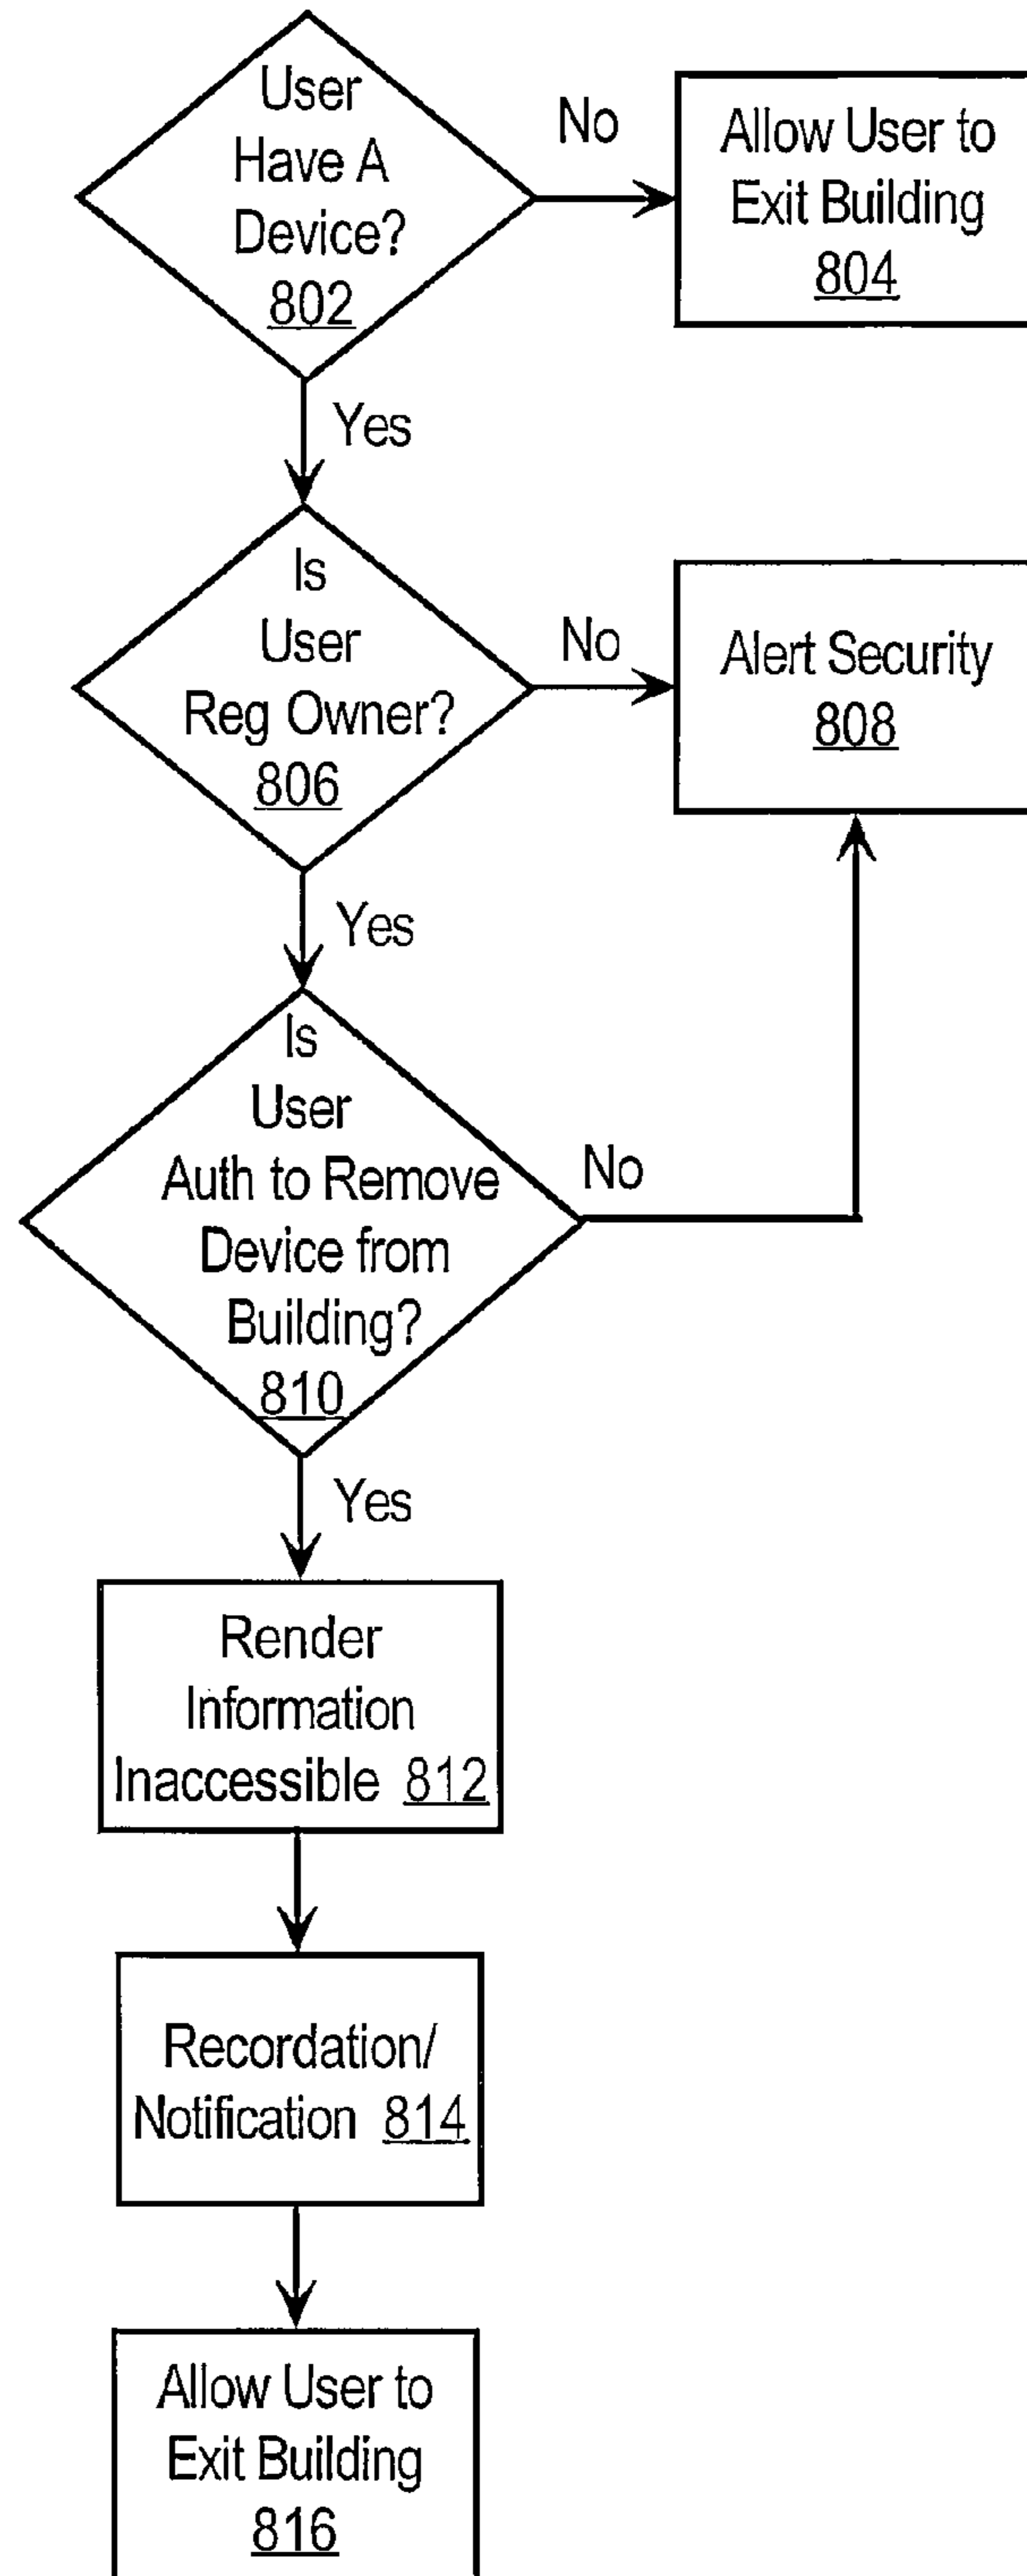 User
Have A
Device?
802
No
Allow User to
Exit Building
804
Yes
Is
User
Reg Owner?
806
No
Alert Security
808
Yes
Is
User
Auth to Remove
Device from
Building?
810
No
Yes
Render
Information
Inaccessible 812
Recordation/
Notification 814
Allow User to
Exit Building
816